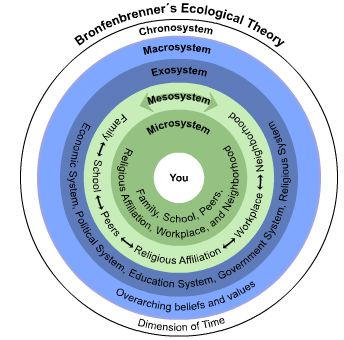 Bronfenbrenner´s Ecological Theory
Chronosystem
Macrosystem
Exosystem
Mesosystem
Microsystem
You
Family, School, Peers,
Religious Affiliation, Workplace, and Neighborhood
Family ↔ School ↔ Peers ↔ Religious Affiliation ↔ Workplace ↔ Neighborhood
Economic System, Political System, Education System, Government System, Religious System
Overarching beliefs and values
Dimension of Time